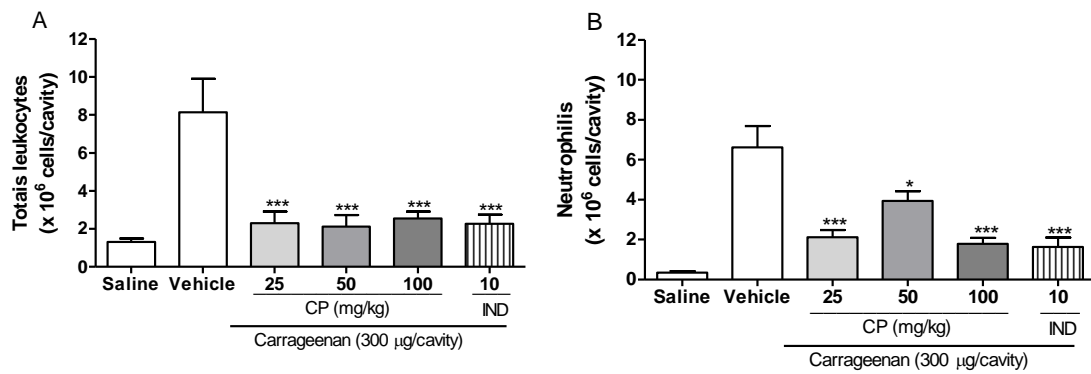 A
Totais leukocytes
(x 10⁶ cells/cavity)
12
10
8
6
4
2
0
***
***
***
***
Saline
Vehicle
25
50
100
10
CP (mg/kg)
IND
Carrageenan (300 µg/cavity)
B
Neutrophilis
(x 10⁶ cells/cavity)
12
10
8
6
4
2
0
***
*
***
***
Saline
Vehicle
25
50
100
10
CP (mg/kg)
IND
Carrageenan (300 µg/cavity)